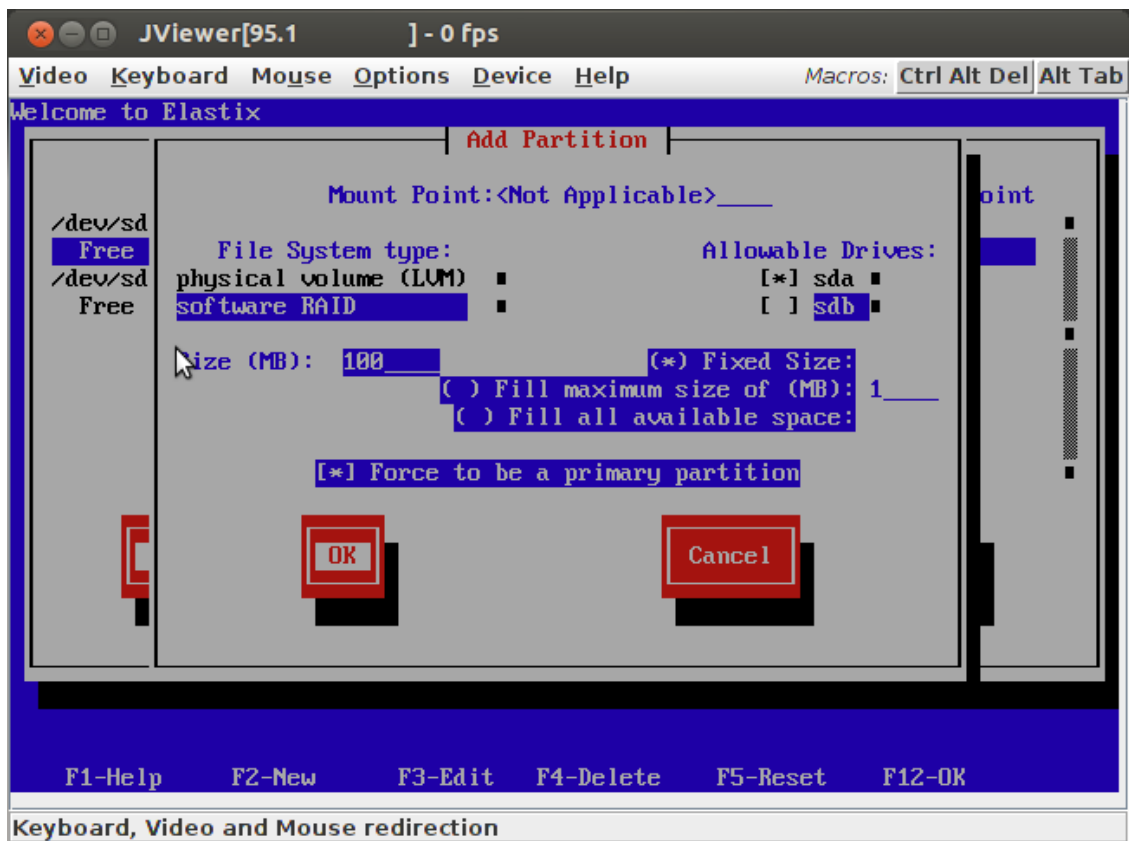 JViewer[95.1 ] - 0 fps
Video Keyboard Mouse Options Device Help Macros: Ctrl Alt Del Alt Tab
Welcome to Elastix
Add Partition
Mount Point:<Not Applicable>____ oint
/dev/sd
Free File System type: Allowable Drives:
/dev/sd physical volume (LVM) [*] sda
Free software RAID [ ] sdb
Size (MB): 100____ (*) Fixed Size:
( ) Fill maximum size of (MB): 1____
( ) Fill all available space:
[*] Force to be a primary partition
OK Cancel
F1-Help F2-New F3-Edit F4-Delete F5-Reset F12-OK
Keyboard, Video and Mouse redirection